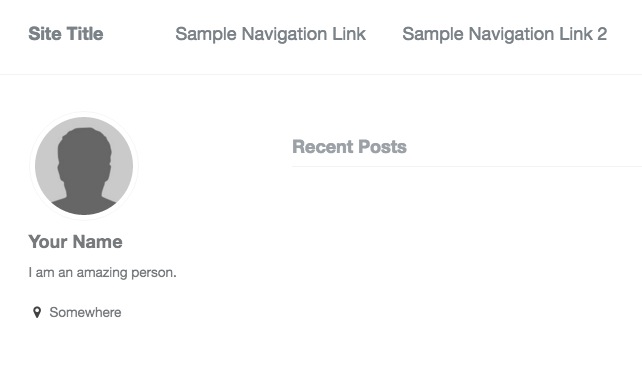 Site Title Sample Navigation Link Sample Navigation Link 2
Recent Posts
Your Name
I am an amazing person.
Somewhere